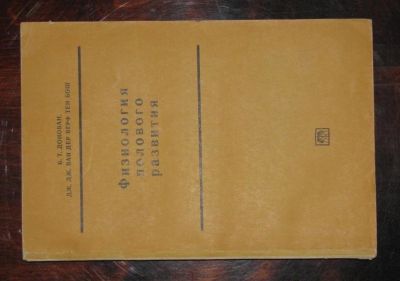 Б. Т. ДОНОВАН,
ДЖ. ДЖ. ВАН ДЕР ВЕРФ ТЕН БОШ
Физиология
полового
развития